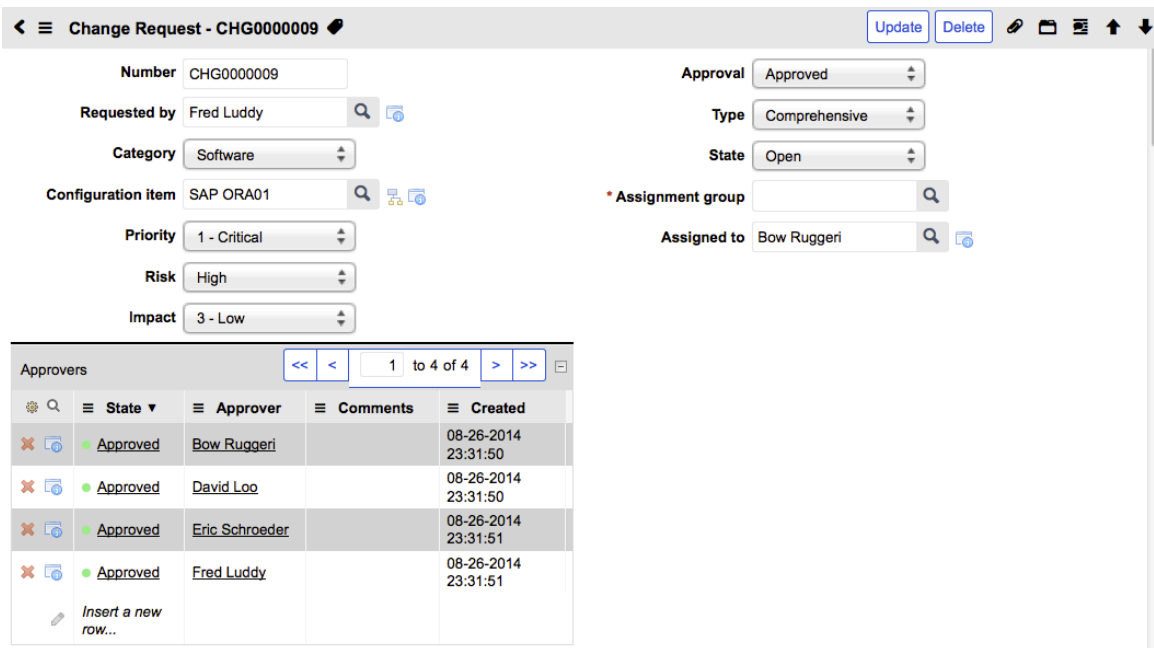 Change Request - CHG0000009
Update
Delete
Number CHG0000009
Approval Approved
Requested by Fred Luddy
Type Comprehensive
Category Software
State Open
Configuration item SAP ORA01
* Assignment group
Priority 1 - Critical
Assigned to Bow Ruggeri
Risk High
Impact 3 - Low
Approvers
<< < 1 to 4 of 4 > >>
State ▼ Approver Comments Created
Approved Bow Ruggeri 08-26-2014
23:31:50
Approved David Loo 08-26-2014
23:31:50
Approved Eric Schroeder 08-26-2014
23:31:51
Approved Fred Luddy 08-26-2014
23:31:51
Insert a new
row...